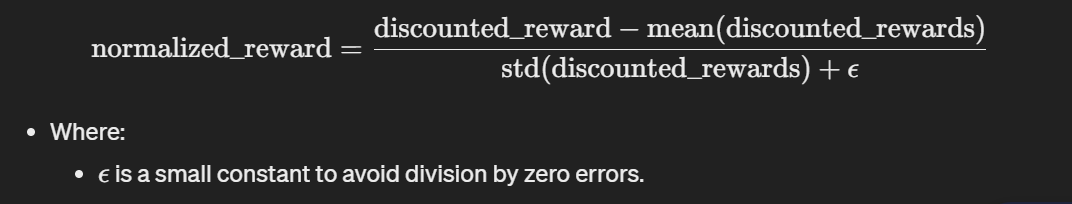 normalized_reward = (discounted_reward − mean(discounted_rewards)) / (std(discounted_rewards) + ϵ)
• Where:
• ϵ is a small constant to avoid division by zero errors.